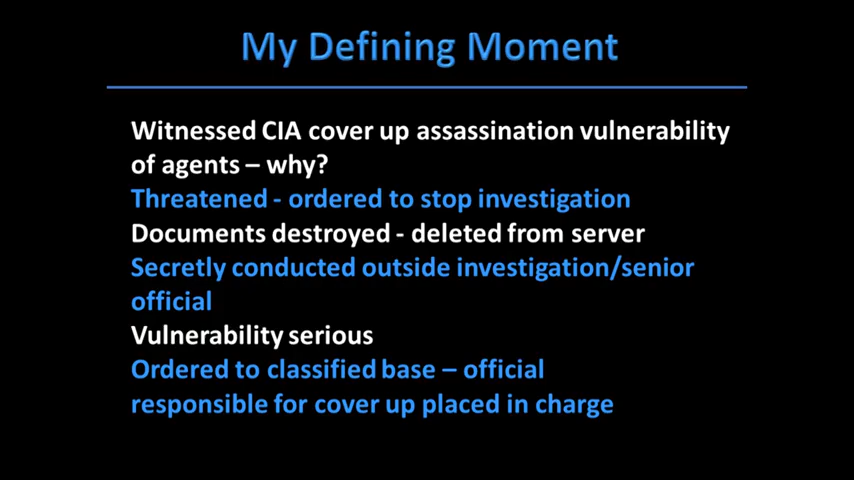 My Defining Moment
Witnessed CIA cover up assassination vulnerability
of agents – why?
Threatened - ordered to stop investigation
Documents destroyed - deleted from server
Secretly conducted outside investigation/senior
official
Vulnerability serious
Ordered to classified base – official
responsible for cover up placed in charge